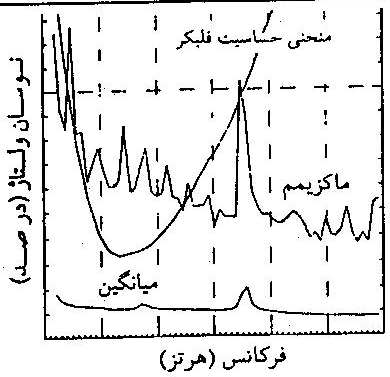 منحنی حساسیت فلیکر
نوسان ولتاژ (در صد)
ماکزیمم
میانگین
فرکانس (هرتز)